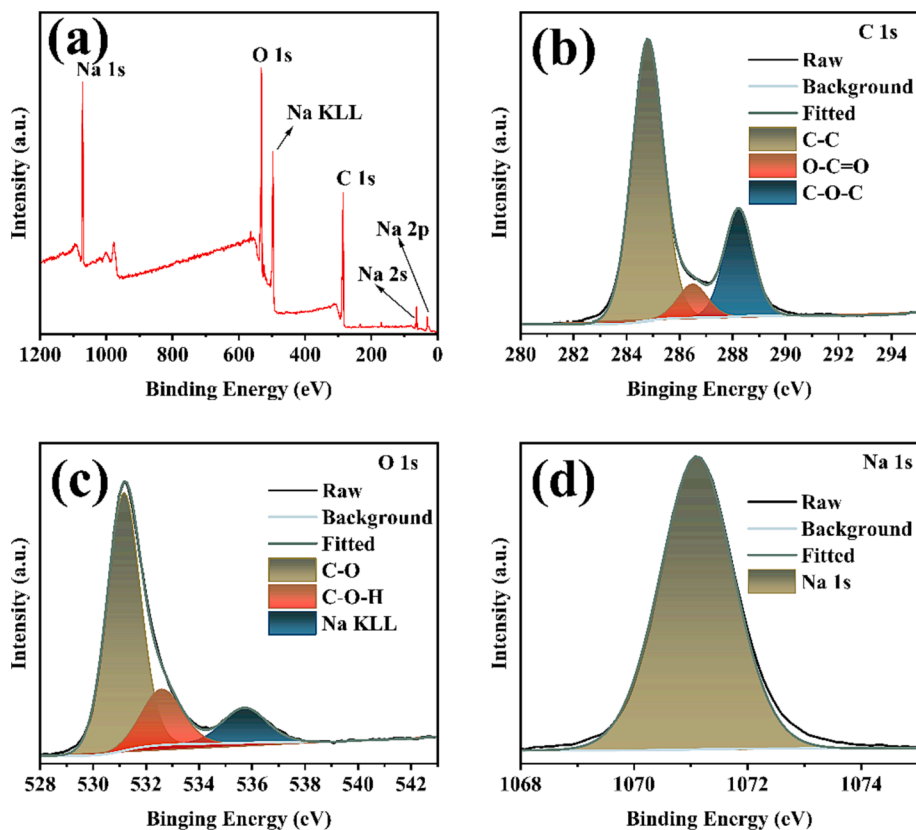 (a)
Na 1s
O 1s
Na KLL
C 1s
Na 2p
Na 2s
Intensity (a.u.)
1200 1000 800 600 400 200 0
Binding Energy (eV)
(b)
C 1s
Raw
Background
Fitted
C-C
O-C=O
C-O-C
Intensity (a.u.)
280 282 284 286 288 290 292 294
Binging Energy (eV)
(c)
O 1s
Raw
Background
Fitted
C-O
C-O-H
Na KLL
Intensity (a.u.)
528 530 532 534 536 538 540 542
Binging Energy (eV)
(d)
Na 1s
Raw
Background
Fitted
Na 1s
Intensity (a.u.)
1068 1070 1072 1074
Binding Energy (eV)